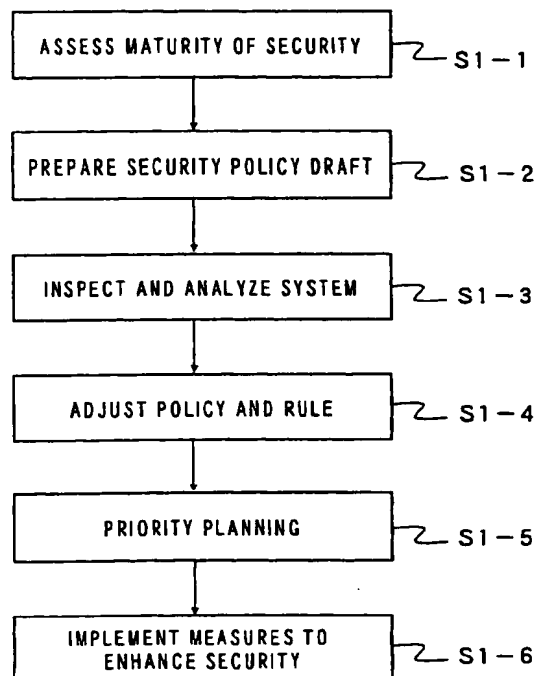 ASSESS MATURITY OF SECURITY
S1-1
PREPARE SECURITY POLICY DRAFT
S1-2
INSPECT AND ANALYZE SYSTEM
S1-3
ADJUST POLICY AND RULE
S1-4
PRIORITY PLANNING
S1-5
IMPLEMENT MEASURES TO
ENHANCE SECURITY
S1-6